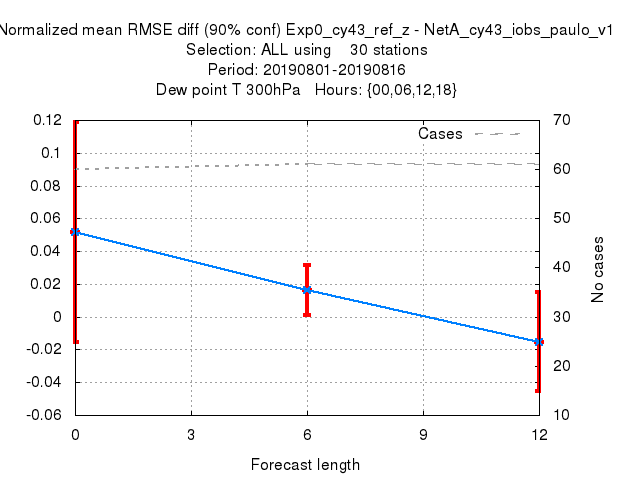 Normalized mean RMSE diff (90% conf) Exp0_cy43_ref_z - NetA_cy43_iobs_paulo_v1
Selection: ALL using 30 stations
Period: 20190801-20190816
Dew point T 300hPa Hours: {00,06,12,18}
Cases
0.12
0.1
0.08
0.06
0.04
0.02
0
-0.02
-0.04
-0.06
70
60
50
40
30
20
10
No cases
0 3 6 9 12
Forecast length